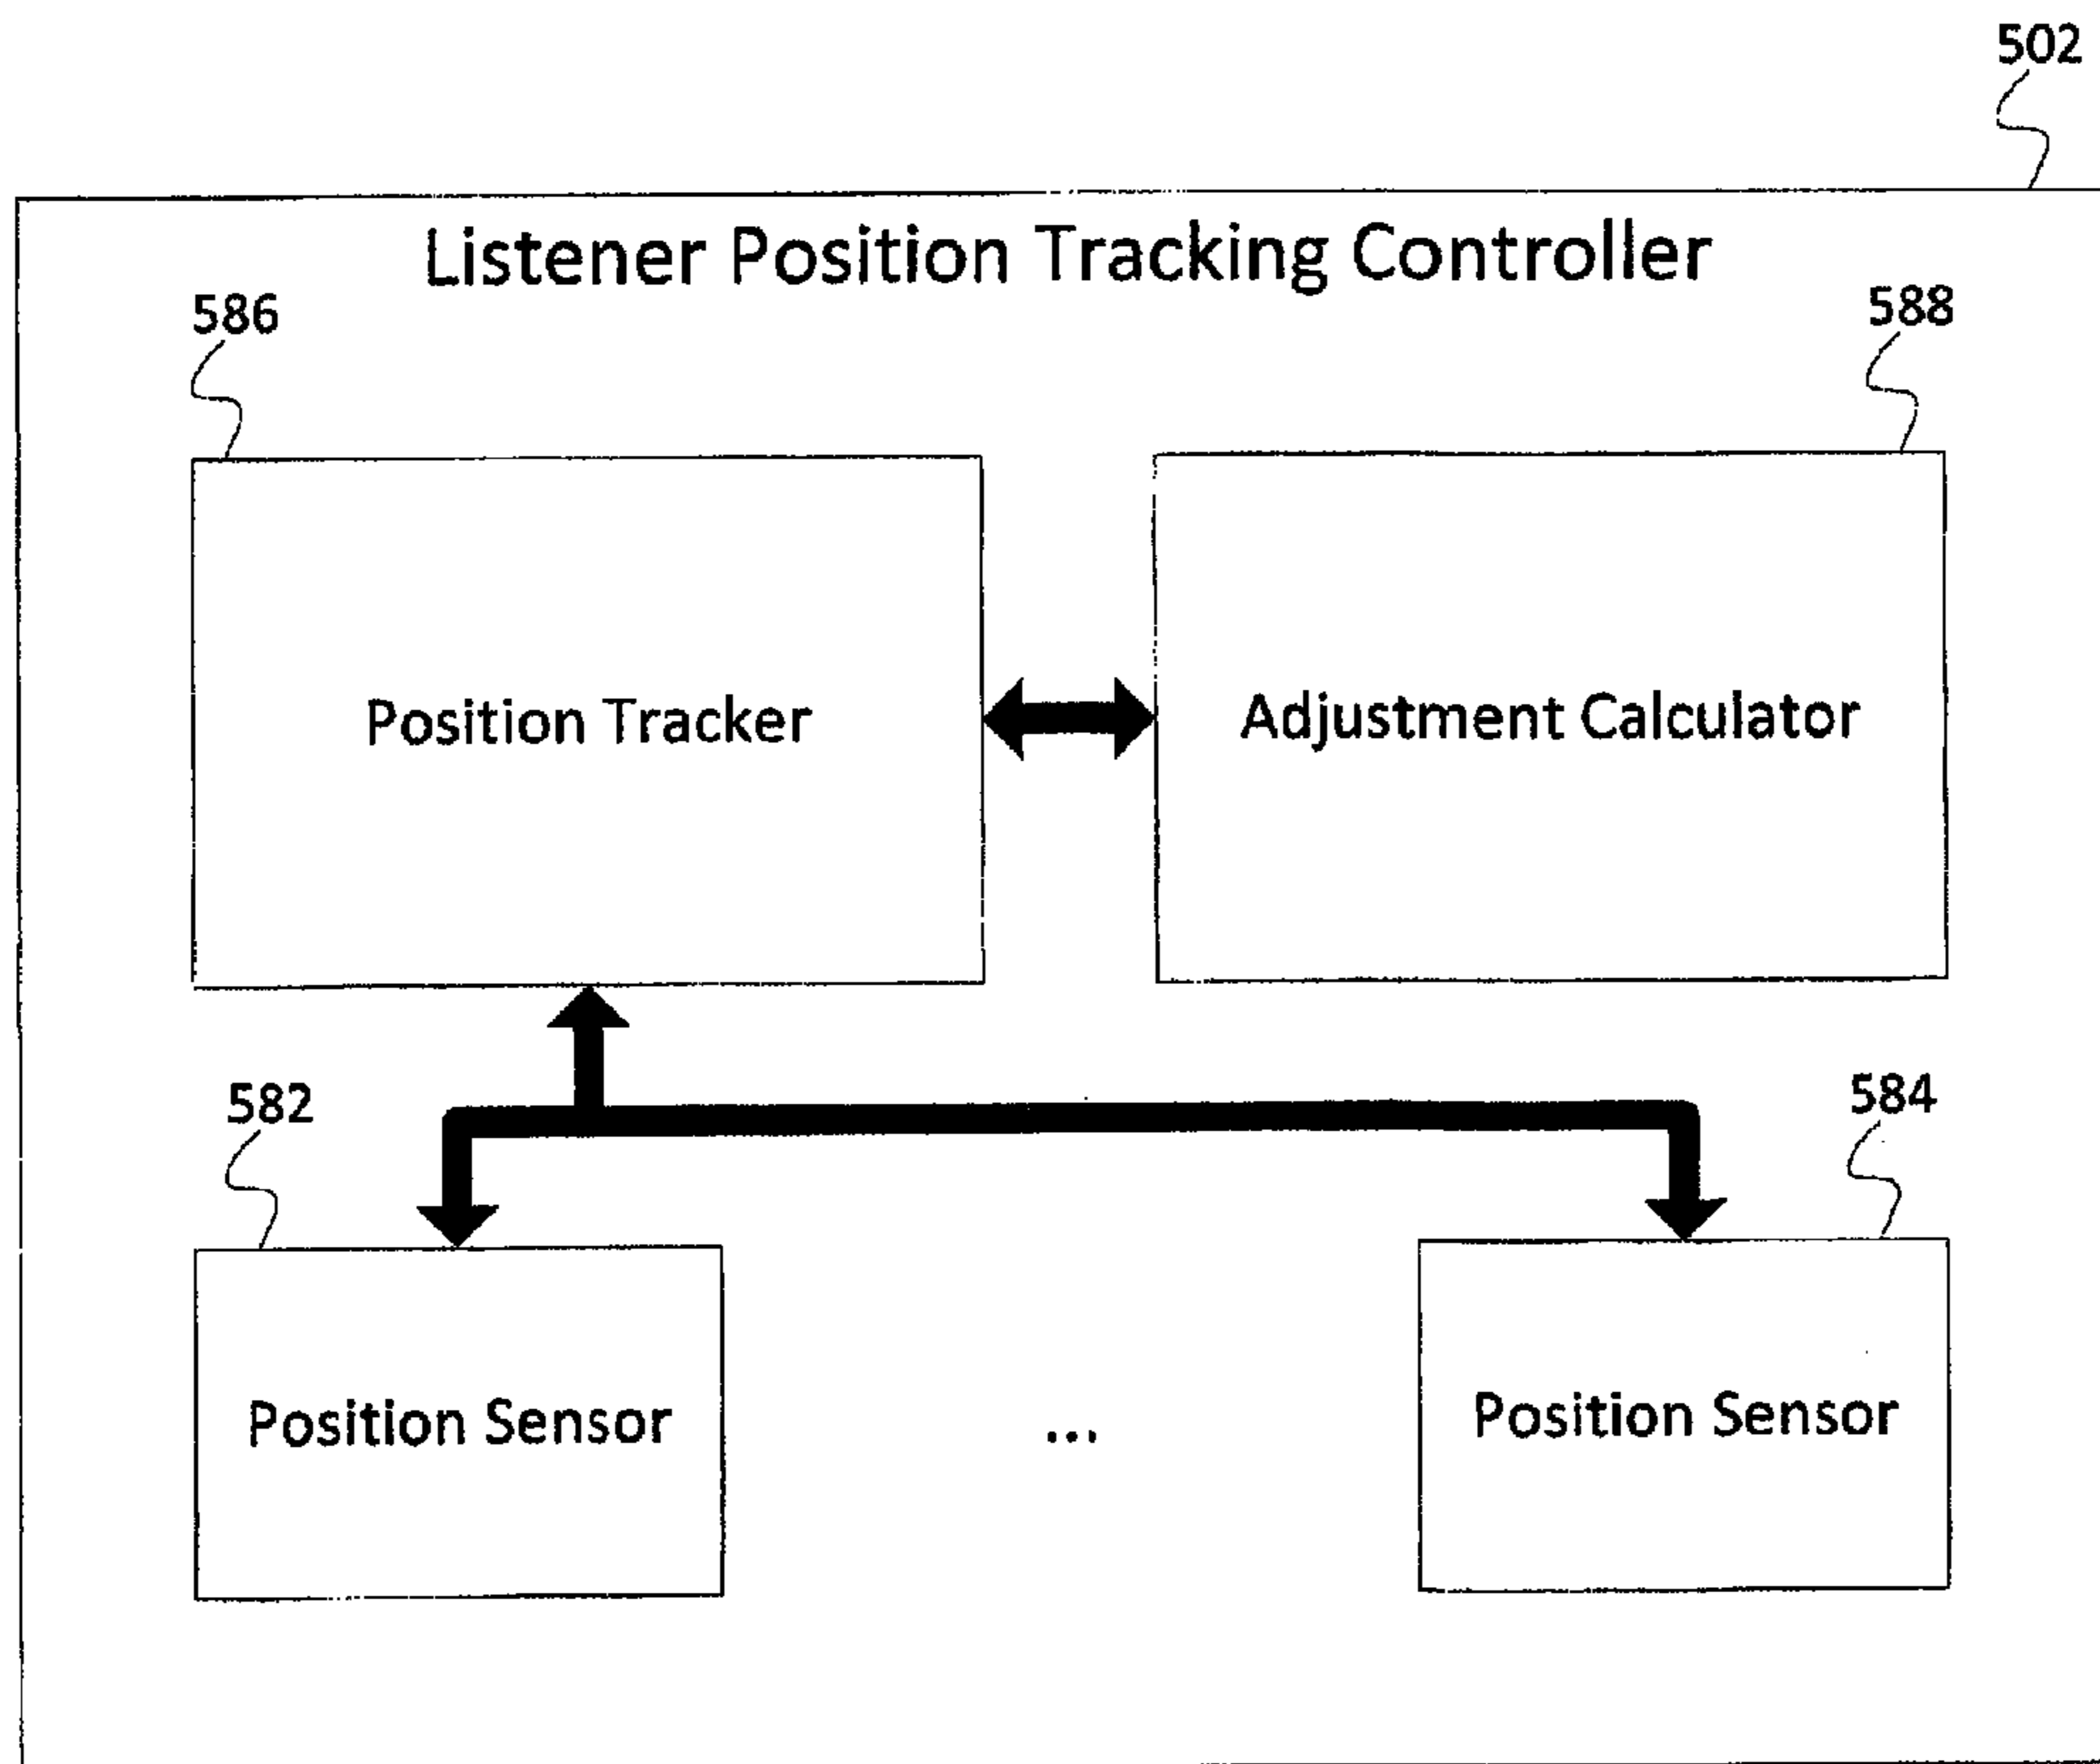 502
Listener Position Tracking Controller
586
588
Position Tracker
Adjustment Calculator
582
584
Position Sensor
...
Position Sensor